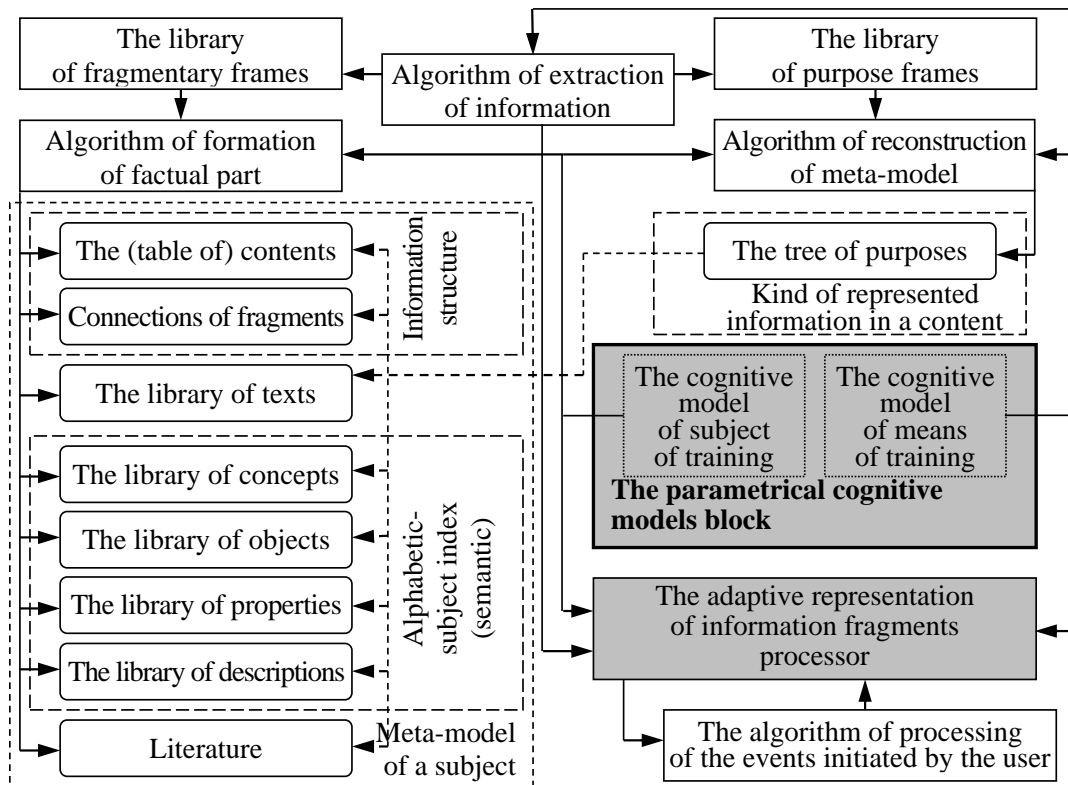 The library
of fragmentary frames
Algorithm of extraction
of information
The library
of purpose frames
Algorithm of formation
of factual part
Algorithm of reconstruction
of meta-model
The (table of) contents
Connections of fragments
Information
structure
The tree of purposes
Kind of represented
information in a content
The library of texts
The cognitive
model
of subject
of training
The cognitive
model
of means
of training
The parametrical cognitive
models block
The library of concepts
The library of objects
The library of properties
The library of descriptions
Alphabetic-
subject index
(semantic)
The adaptive representation
of information fragments
processor
Literature
Meta-model
of a subject
The algorithm of processing
of the events initiated by the user